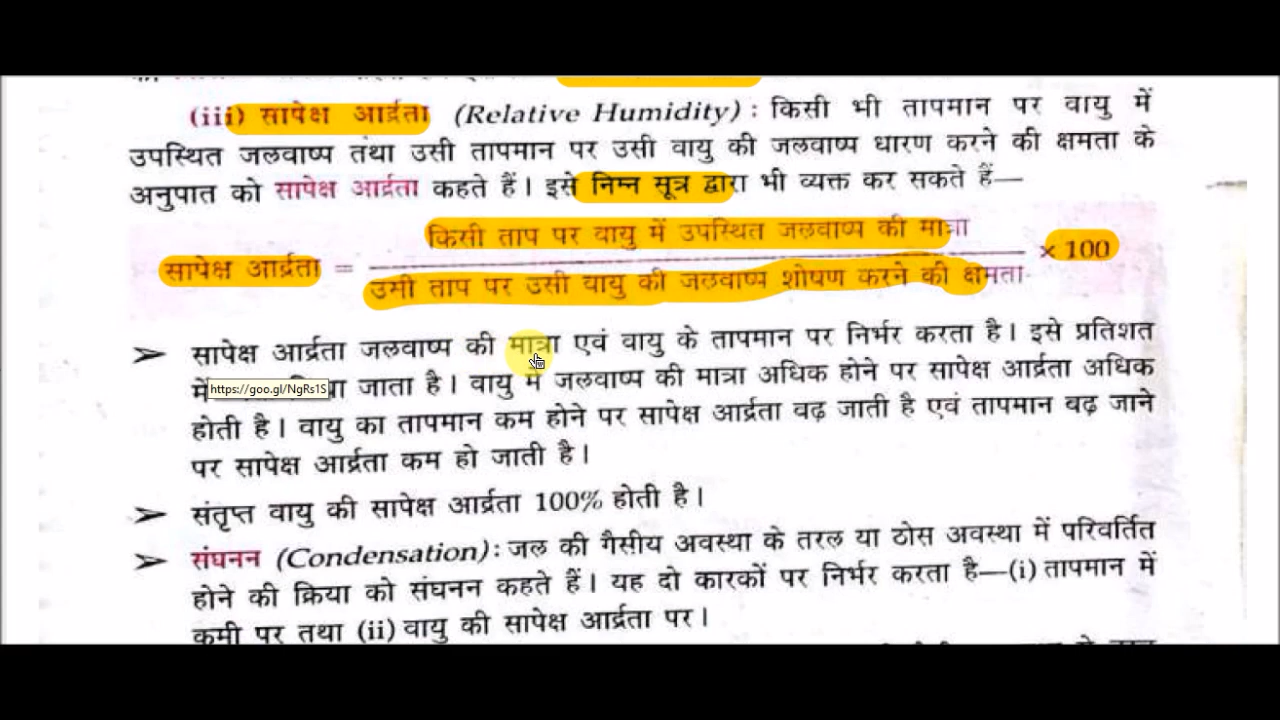 (iii) सापेक्ष आर्द्रता (Relative Humidity) : किसी भी तापमान पर वायु में
उपस्थित जलवाष्प तथा उसी तापमान पर उसी वायु की जलवाष्प धारण करने की क्षमता के
अनुपात को सापेक्ष आर्द्रता कहते हैं। इसे निम्न सूत्र द्वारा भी व्यक्त कर सकते हैं—
किसी ताप पर वायु में उपस्थित जलवाष्प की मात्रा
सापेक्ष आर्द्रता = × 100
उसी ताप पर उसी वायु की जलवाष्प शोषण करने की क्षमता
➤ सापेक्ष आर्द्रता जलवाष्प की मात्रा एवं वायु के तापमान पर निर्भर करता है। इसे प्रतिशत
में जाता है। वायु में जलवाष्प की मात्रा अधिक होने पर सापेक्ष आर्द्रता अधिक
https://goo.gl/NgRs1S
होती है। वायु का तापमान कम होने पर सापेक्ष आर्द्रता बढ़ जाती है एवं तापमान बढ़ जाने
पर सापेक्ष आर्द्रता कम हो जाती है।
➤ संतृप्त वायु की सापेक्ष आर्द्रता 100% होती है।
➤ संघनन (Condensation) : जल की गैसीय अवस्था के तरल या ठोस अवस्था में परिवर्तित
होने की क्रिया को संघनन कहते हैं। यह दो कारकों पर निर्भर करता है—(i) तापमान में
कमी पर तथा (ii) वायु की सापेक्ष आर्द्रता पर।